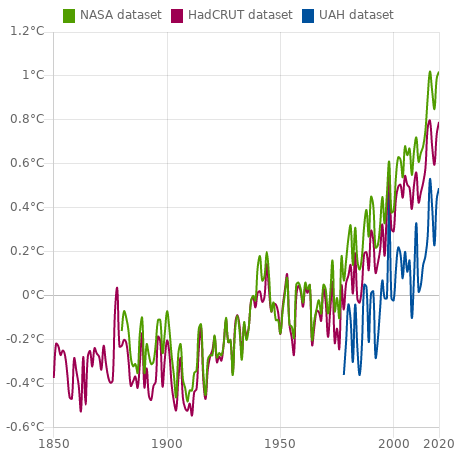 NASA dataset HadCRUT dataset UAH dataset
1.2°C
1°C
0.8°C
0.6°C
0.4°C
0.2°C
0°C
-0.2°C
-0.4°C
-0.6°C
1850 1900 1950 2000 2020